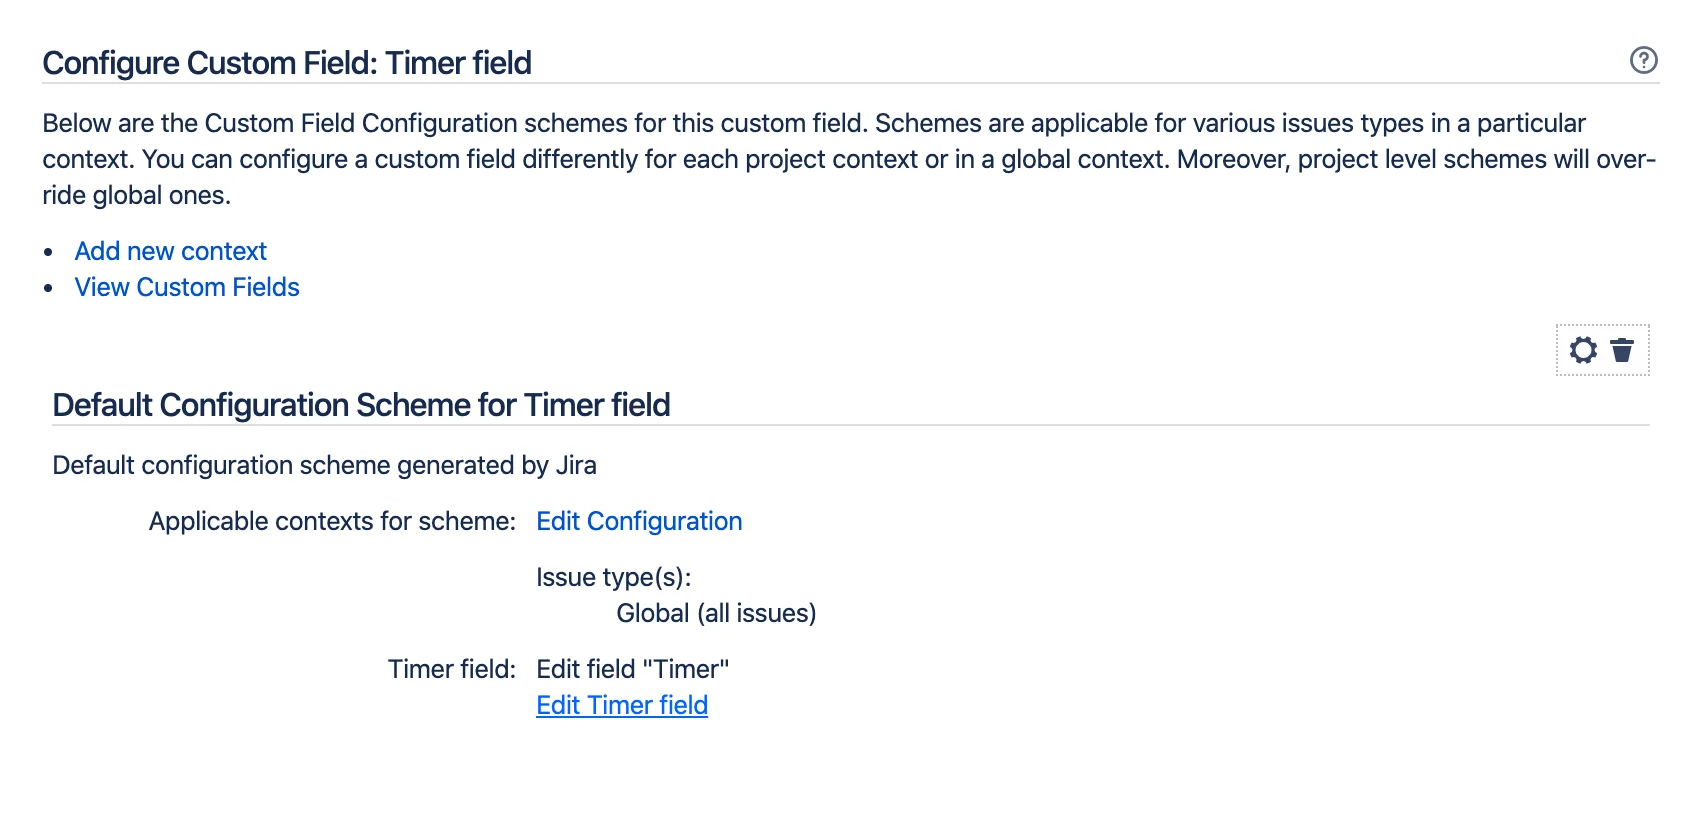 Configure Custom Field: Timer field
Below are the Custom Field Configuration schemes for this custom field. Schemes are applicable for various issues types in a particular
context. You can configure a custom field differently for each project context or in a global context. Moreover, project level schemes will over-
ride global ones.
• Add new context
• View Custom Fields
Default Configuration Scheme for Timer field
Default configuration scheme generated by Jira
Applicable contexts for scheme: Edit Configuration
Issue type(s):
Global (all issues)
Timer field: Edit field "Timer"
Edit Timer field